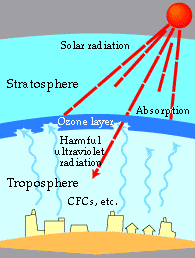 Solar radiation
Stratosphere
Absorption
Ozone layer
Harmful
ultraviolet
radiation
Troposphere
CFCs, etc.